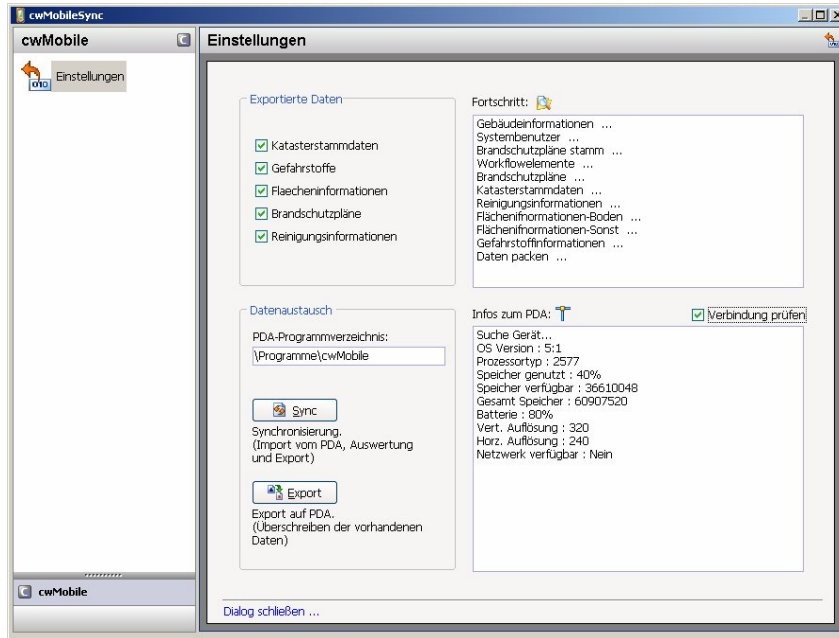 cwMobileSync
cwMobile
Einstellungen
Einstellungen
Exportierte Daten
Katasterstammdaten
Gefahrstoffe
Flaecheninformationen
Brandschutzpläne
Reinigungsinformationen
Fortschritt:
Gebäudeinformationen ...
Systembenutzer ...
Brandschutzpläne stamm ...
Workflowelemente ...
Brandschutzpläne ...
Katasterstammdaten ...
Reinigungsinformationen ...
Flächenifnormationen-Boden ...
Flächenifnormationen-Sonst ...
Gefahrstoffinformationen ...
Daten packen ...
Datenaustausch
PDA-Programmverzeichnis:
\Programme\cwMobile
Sync
Synchronisierung.
(Import vom PDA, Auswertung
und Export)
Export
Export auf PDA.
(Überschreiben der vorhandenen
Daten)
Infos zum PDA:
Verbindung prüfen
Suche Gerät...
OS Version : 5:1
Prozessortyp : 2577
Speicher genutzt : 40%
Speicher verfügbar : 36610048
Gesamt Speicher : 60907520
Batterie : 80%
Vert. Auflösung : 320
Horz. Auflösung : 240
Netzwerk verfügbar : Nein
cwMobile
Dialog schließen ...